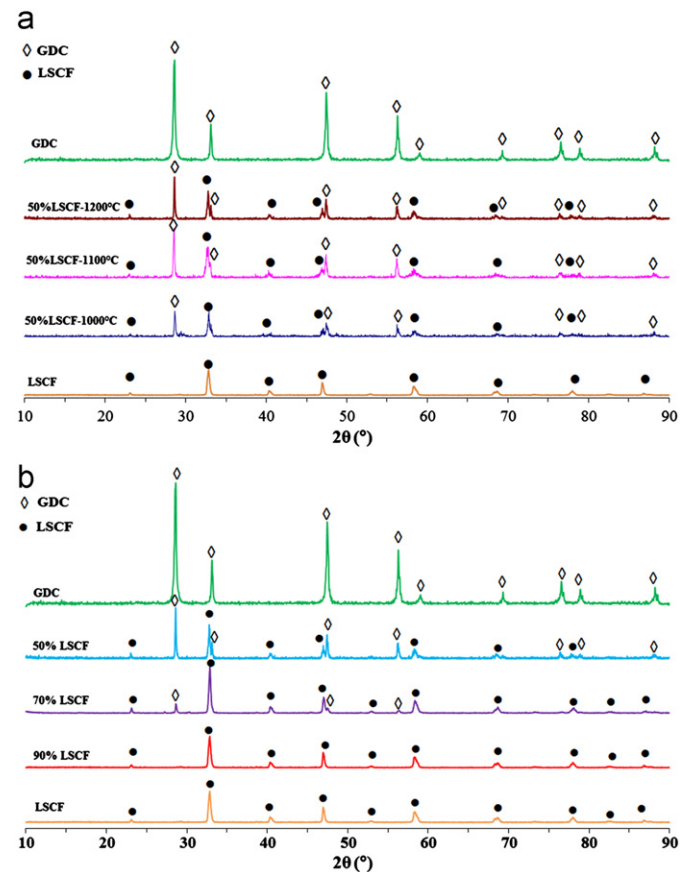 a
◊ GDC
● LSCF
GDC
50%LSCF-1200°C
50%LSCF-1100°C
50%LSCF-1000°C
LSCF
10 20 30 40 50 60 70 80 90
2θ (°)
b
◊ GDC
● LSCF
GDC
50% LSCF
70% LSCF
90% LSCF
LSCF
10 20 30 40 50 60 70 80 90
2θ (°)